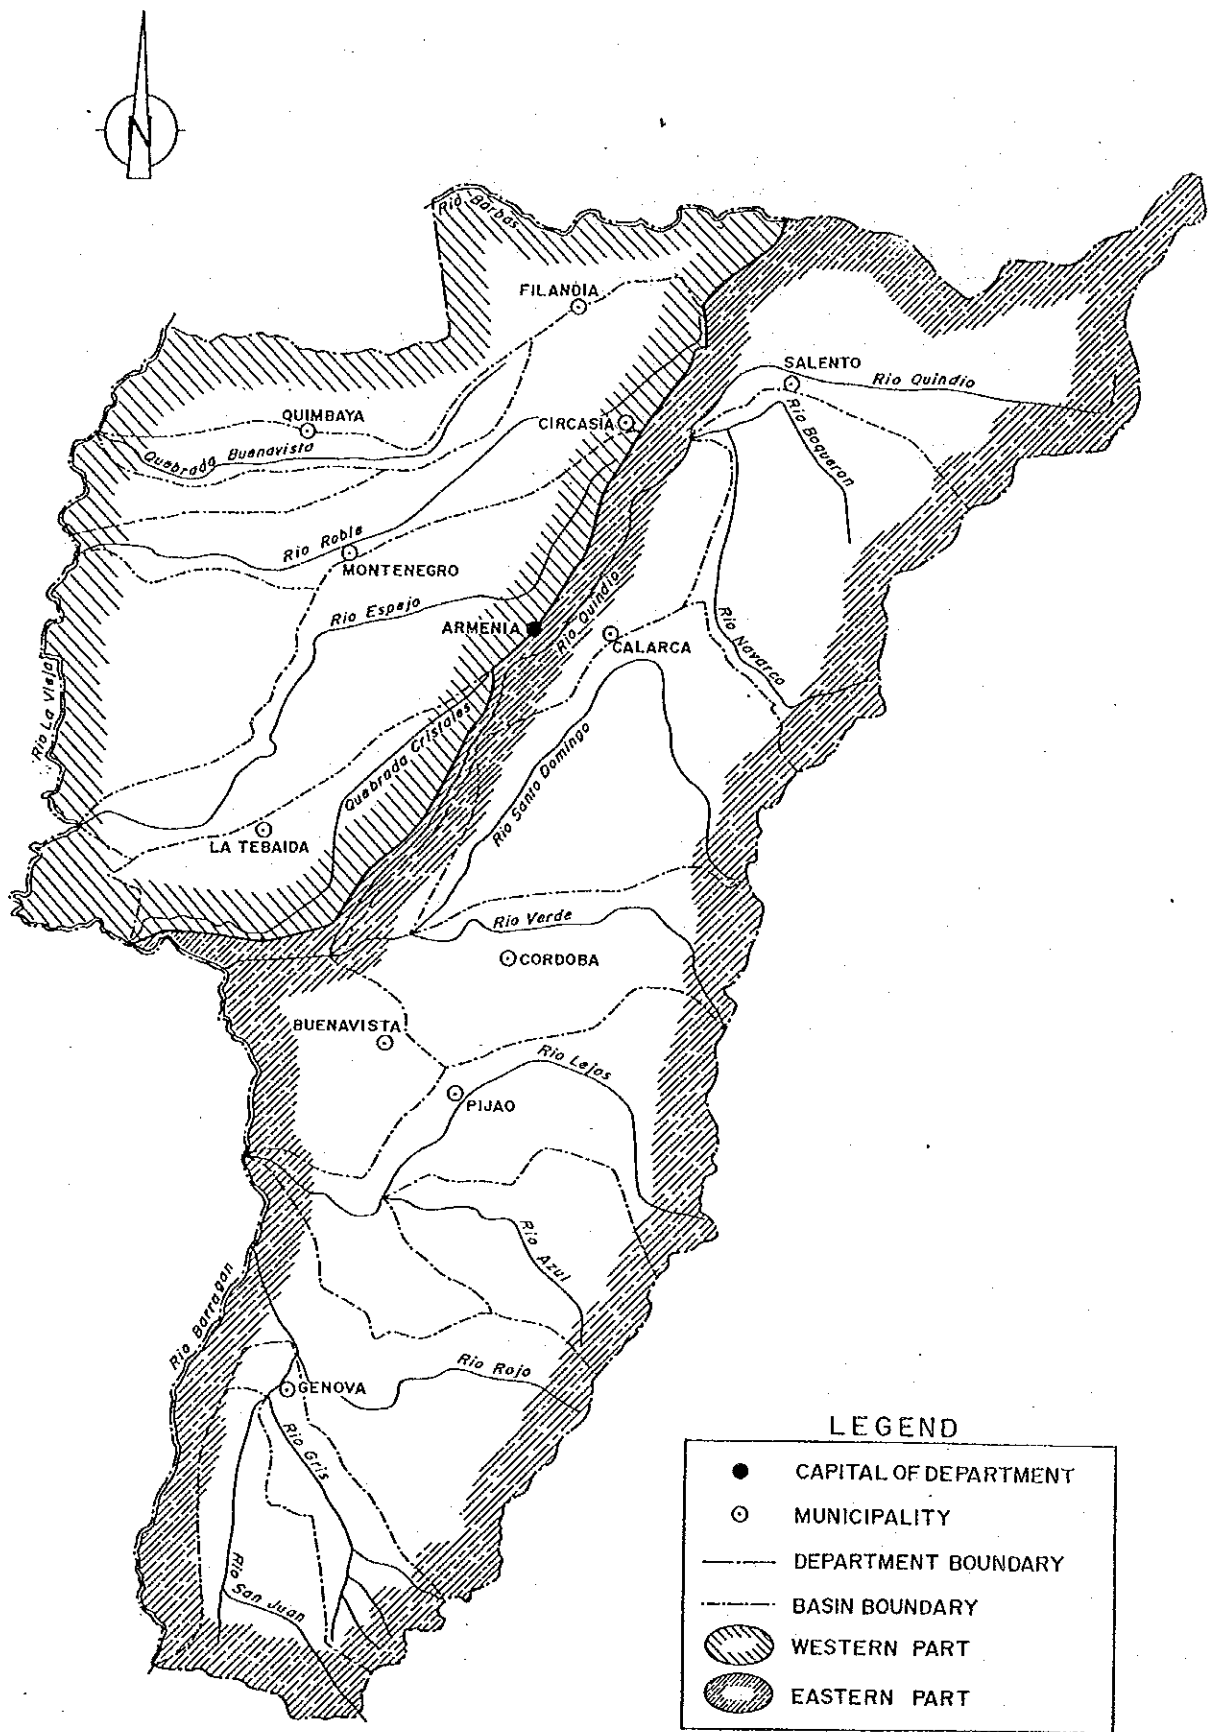 N
Rio Barbas
FILANDIA
SALENTO
Rio Quindio
QUIMBAYA
CIRCASIA
Rio Boqueron
Quebrada Buenavista
Rio Roble
MONTENEGRO
Rio Espejo
ARMENIA
Rio Quindio
CALARCA
Rio Navarco
Rio La Vieja
Quebrada Cristales
Rio Santo Domingo
LA TEBAIDA
Rio Verde
CORDOBA
BUENAVISTA
Rio Lejos
PIJAO
Rio Azul
Rio Barragan
Rio Rojo
GENOVA
Rio Gris
Rio San Juan
LEGEND
CAPITAL OF DEPARTMENT
MUNICIPALITY
DEPARTMENT BOUNDARY
BASIN BOUNDARY
WESTERN PART
EASTERN PART